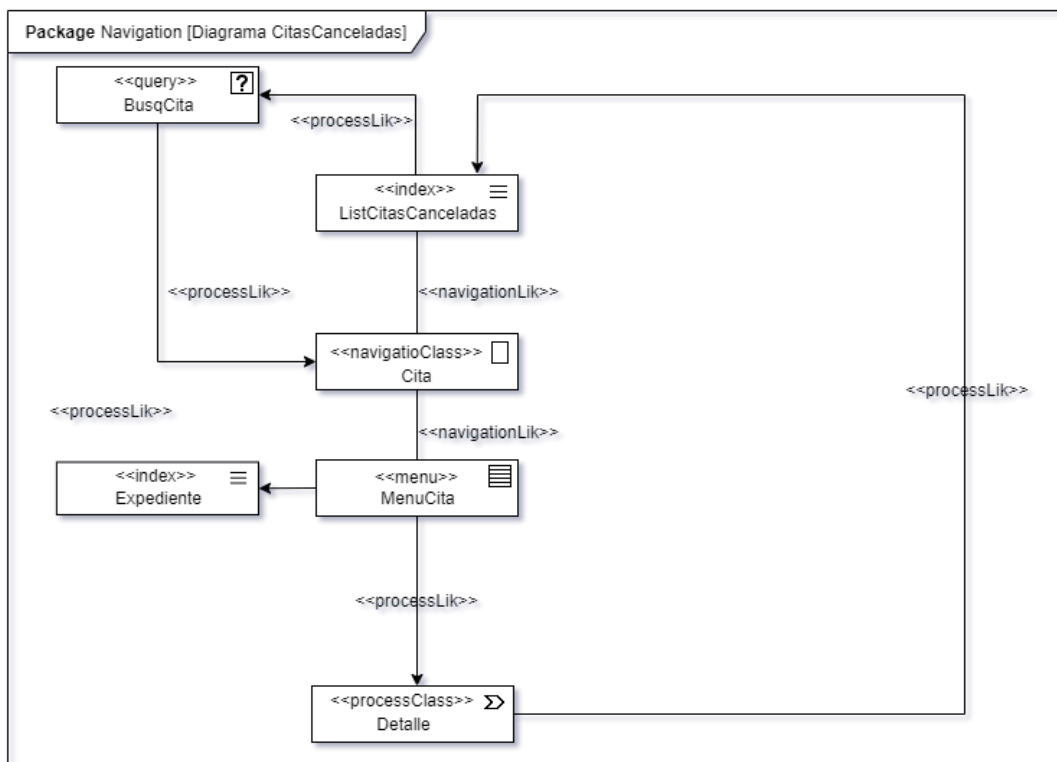 Package Navigation [Diagrama CitasCanceladas]
<<query>>
?
BusqCita
<<processLik>>
<<index>>
ListCitasCanceladas
<<processLik>>
<<navigationLik>>
<<navigatioClass>>
Cita
<<processLik>>
<<processLik>>
<<navigationLik>>
<<index>>
Expediente
<<menu>>
MenuCita
<<processLik>>
<<processClass>>
Detalle